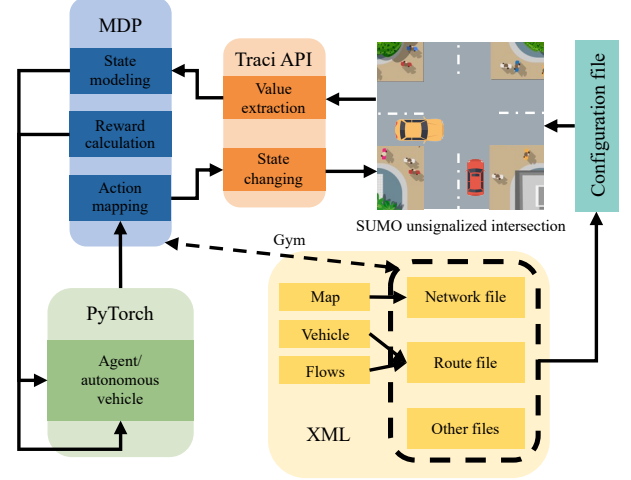 MDP
State
modeling
Reward
calculation
Action
mapping
Traci API
Value
extraction
State
changing
SUMO unsignalized intersection
Configuration file
Gym
PyTorch
Agent/
autonomous
vehicle
Map
Vehicle
Flows
XML
Network file
Route file
Other files